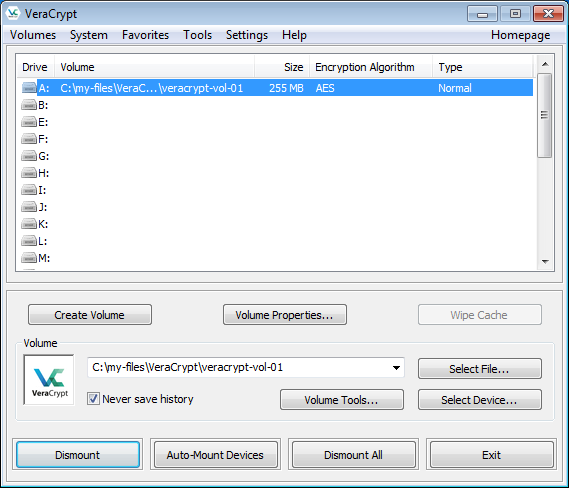 VeraCrypt
Volumes System Favorites Tools Settings Help Homepage
Drive Volume Size Encryption Algorithm Type
A: C:\my-files\VeraC...\veracrypt-vol-01 255 MB AES Normal
B:
E:
F:
G:
H:
I:
J:
K:
L:
M:
Create Volume Volume Properties... Wipe Cache
Volume
C:\my-files\VeraCrypt\veracrypt-vol-01 Select File...
VeraCrypt
Never save history Volume Tools... Select Device...
Dismount Auto-Mount Devices Dismount All Exit